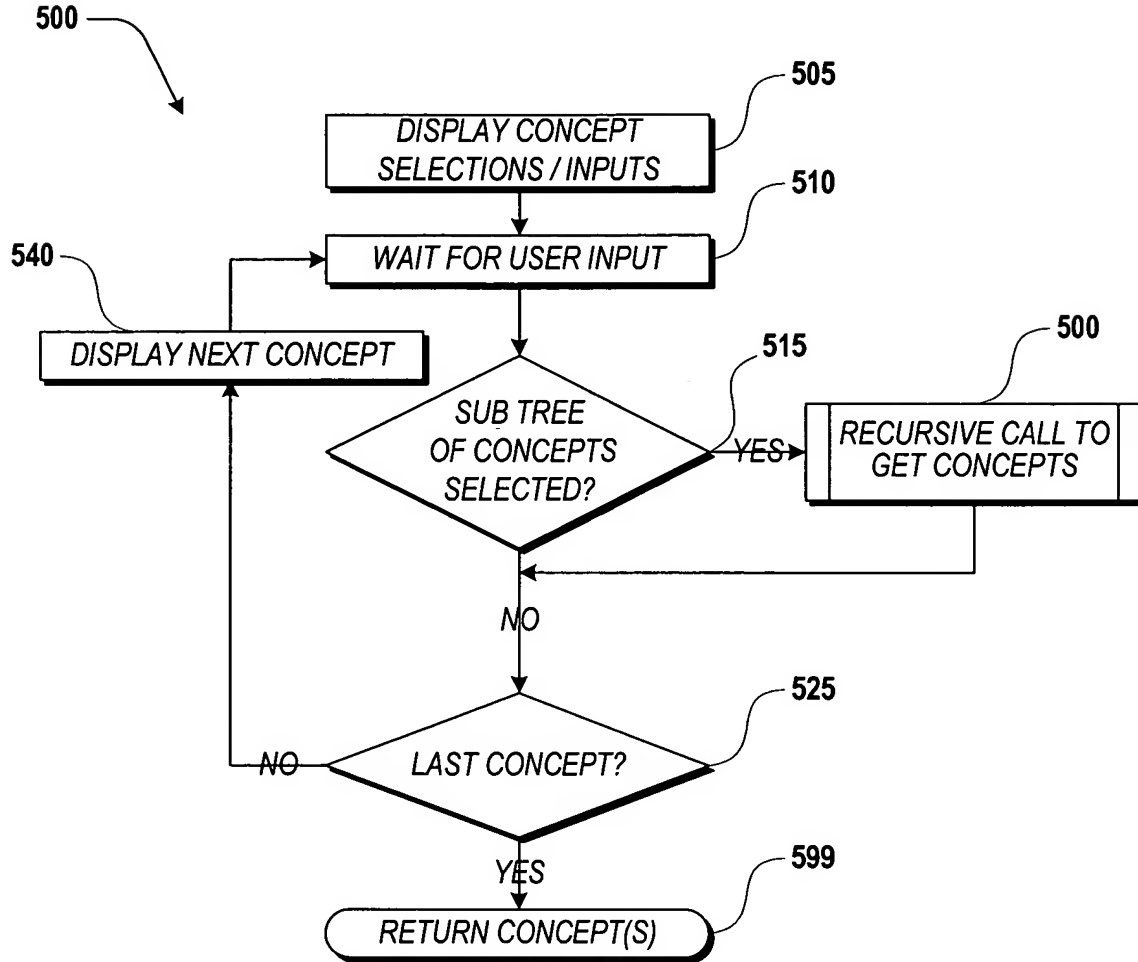 500
505
DISPLAY CONCEPT
SELECTIONS / INPUTS
510
WAIT FOR USER INPUT
540
DISPLAY NEXT CONCEPT
515
SUB TREE
OF CONCEPTS
SELECTED?
YES
500
RECURSIVE CALL TO
GET CONCEPTS
NO
525
LAST CONCEPT?
NO
YES
599
RETURN CONCEPT(S)